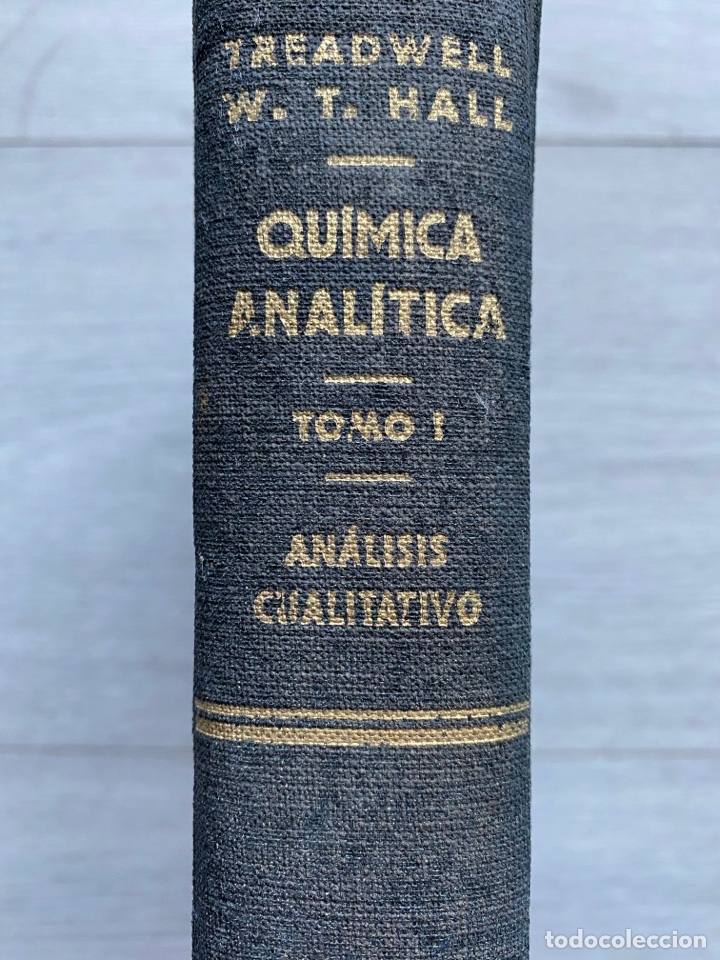 TREADWELL
W. T. HALL
QUÍMICA
ANALÍTICA
TOMO I
ANÁLISIS
CUALITATIVO
todocoleccion